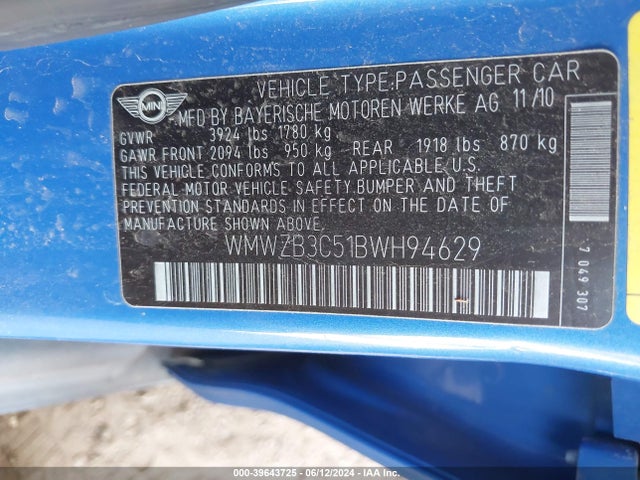 VEHICLE TYPE:PASSENGER CAR
MINI
MFD BY BAYERISCHE MOTOREN WERKE AG 11/10
GVWR 3924 lbs 1780 kg
GAWR FRONT 2094 lbs 950 kg REAR 1918 lbs 870 kg
THIS VEHICLE CONFORMS TO ALL APPLICABLE U.S.
FEDERAL MOTOR VEHICLE SAFETY,BUMPER AND THEFT
PREVENTION STANDARDS IN EFFECT ON THE DATE OF
MANUFACTURE SHOWN ABOVE.
WMWZB3C51BWH94629
7 049 307
000-39643725 - 06/12/2024 - IAA Inc.